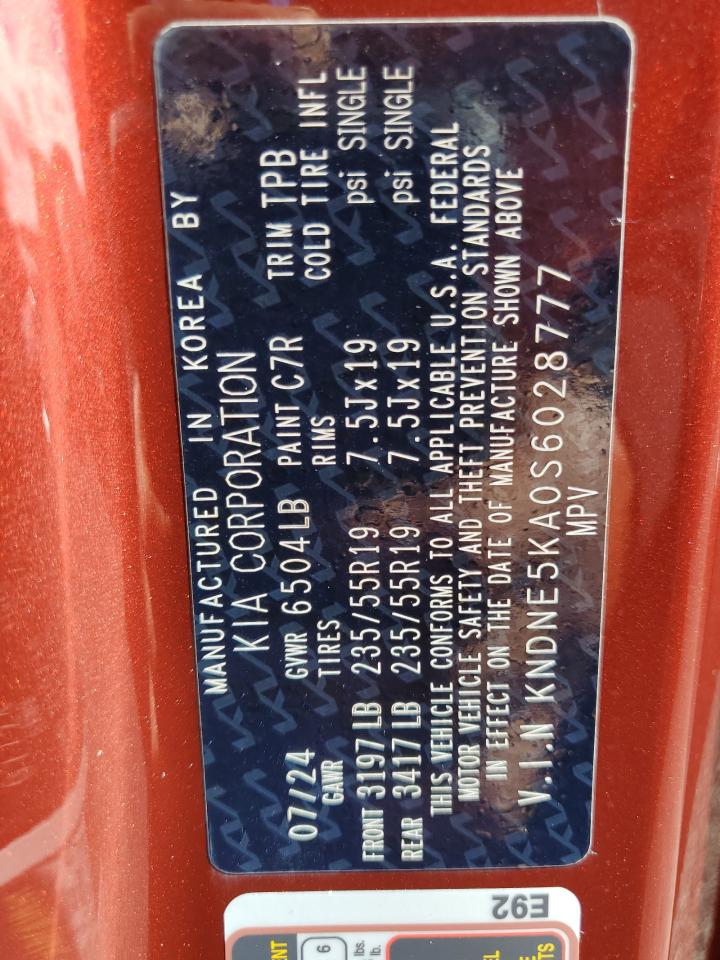 MANUFACTURED IN KOREA BY
KIA CORPORATION
07/24 GVWR 6504LB PAINT C7R TRIM TPB
GAWR TIRES RIMS COLD TIRE INFL
FRONT 3197LB 235/55R19 7.5Jx19 psi SINGLE
REAR 3417LB 235/55R19 7.5Jx19 psi SINGLE
THIS VEHICLE CONFORMS TO ALL APPLICABLE U.S.A. FEDERAL
MOTOR VEHICLE SAFETY AND THEFT PREVENTION STANDARDS
IN EFFECT ON THE DATE OF MANUFACTURE SHOWN ABOVE
V.I.N KNDNE5KA0S6028777
MPV
E92
6
lbs.
lb.